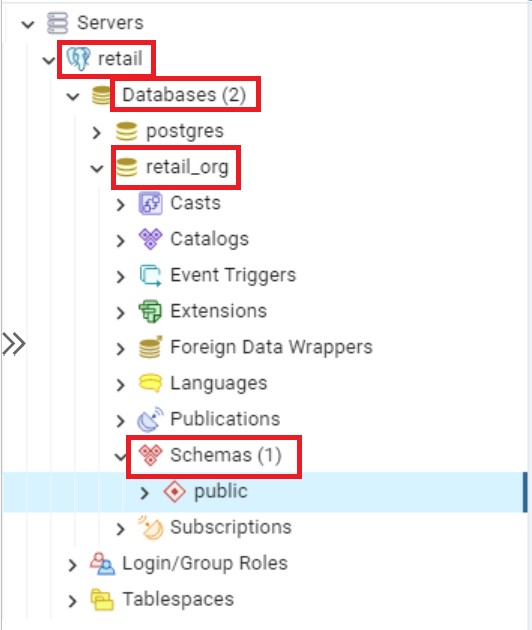 Servers
retail
Databases (2)
postgres
retail_org
Casts
Catalogs
Event Triggers
Extensions
Foreign Data Wrappers
Languages
Publications
Schemas (1)
public
Subscriptions
Login/Group Roles
Tablespaces